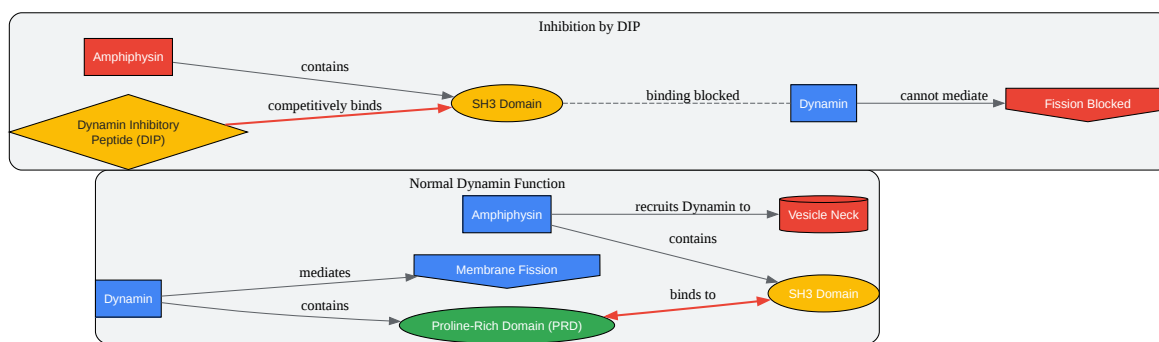 Inhibition by DIP
Amphiphysin
contains
competitively binds
SH3 Domain
binding blocked
Dynamin
cannot mediate
Fission Blocked
Dynamin Inhibitory
Peptide (DIP)
Normal Dynamin Function
Amphiphysin
recruits Dynamin to
Vesicle Neck
contains
mediates
Membrane Fission
Dynamin
contains
binds to
SH3 Domain
Proline-Rich Domain (PRD)